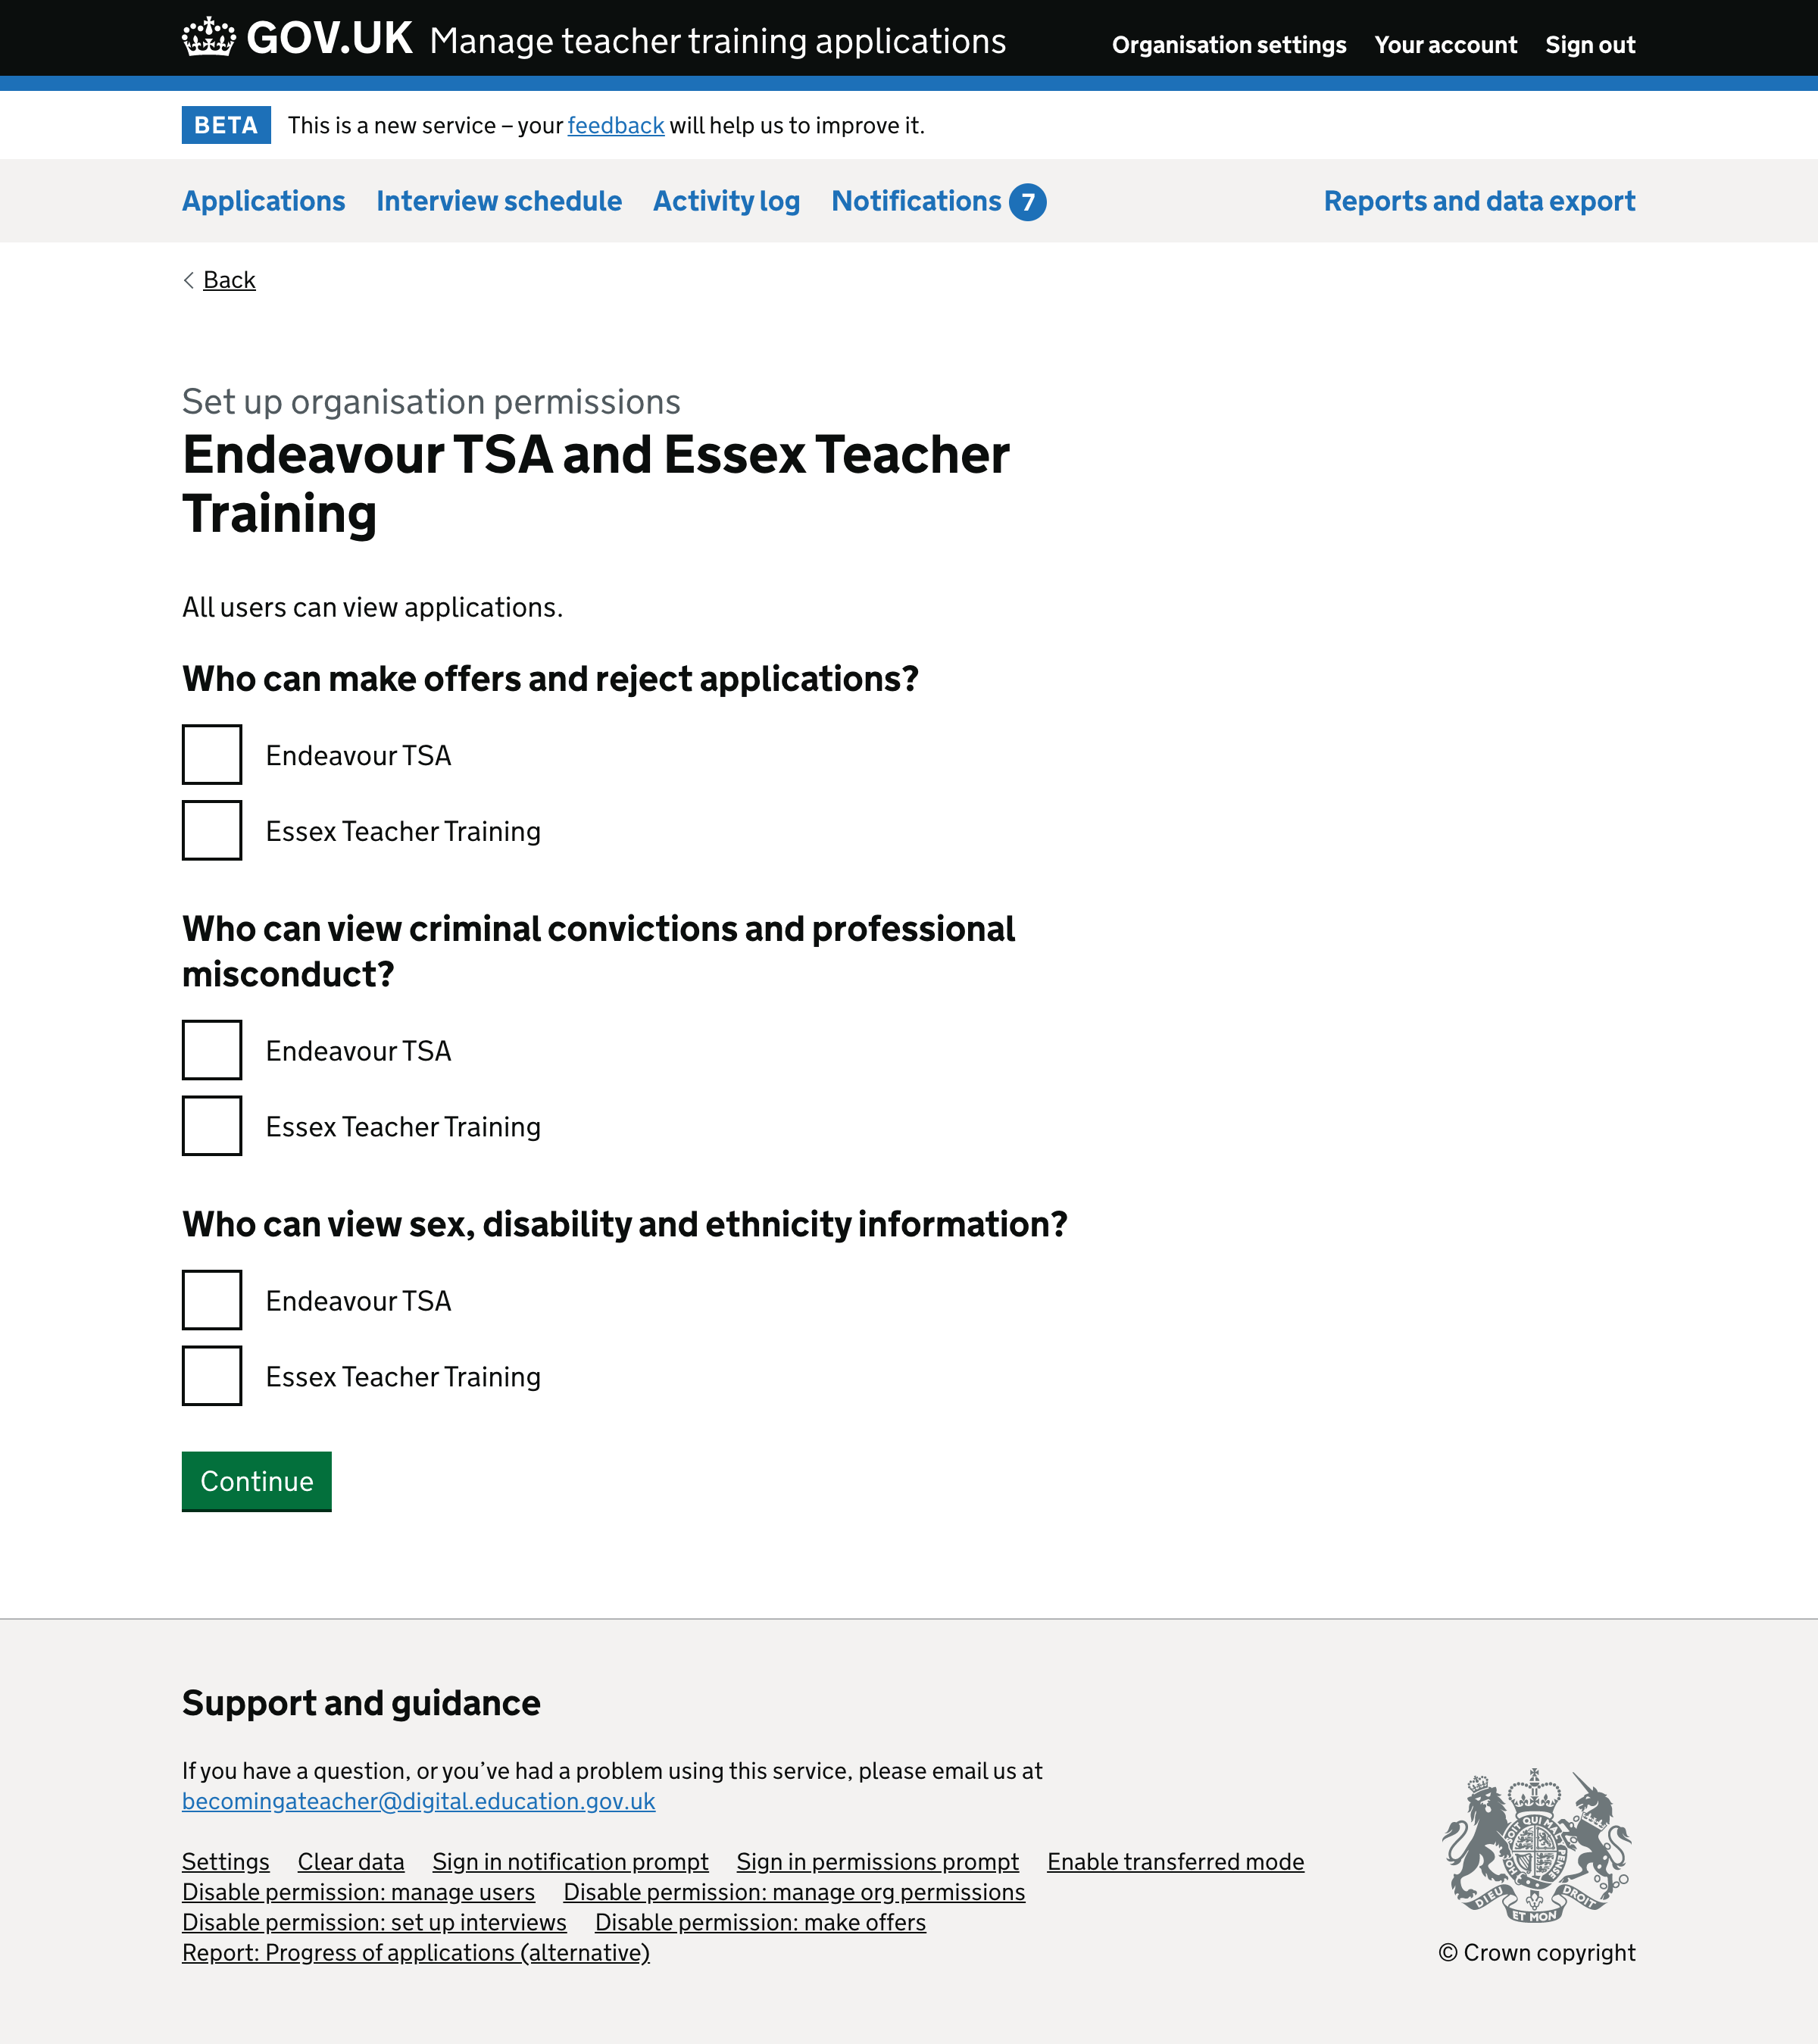 GOV.UK Manage teacher training applications Organisation settings Your account Sign out
BETA This is a new service – your feedback will help us to improve it.
Applications Interview schedule Activity log Notifications 7 Reports and data export
Back
Set up organisation permissions
Endeavour TSA and Essex Teacher
Training
All users can view applications.
Who can make offers and reject applications?
Endeavour TSA
Essex Teacher Training
Who can view criminal convictions and professional
misconduct?
Endeavour TSA
Essex Teacher Training
Who can view sex, disability and ethnicity information?
Endeavour TSA
Essex Teacher Training
Continue
Support and guidance
If you have a question, or you’ve had a problem using this service, please email us at
becomingateacher@digital.education.gov.uk
Settings Clear data Sign in notification prompt Sign in permissions prompt Enable transferred mode
Disable permission: manage users Disable permission: manage org permissions
Disable permission: set up interviews Disable permission: make offers
Report: Progress of applications (alternative)
DIEU ET MON DROIT
© Crown copyright